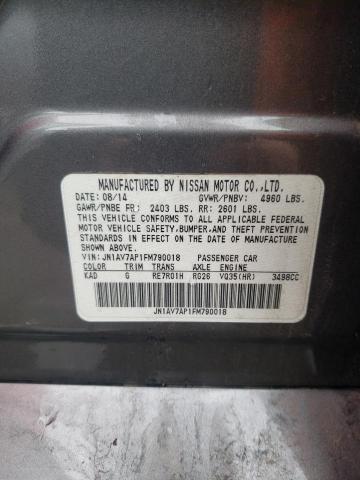 MANUFACTURED BY NISSAN MOTOR CO.,LTD.
DATE: 08/14 GVWR/PNBV: 4960 LBS.
GAWR/PNBE FR: 2403 LBS. RR: 2601 LBS.
THIS VEHICLE CONFORMS TO ALL APPLICABLE FEDERAL
MOTOR VEHICLE SAFETY,BUMPER,AND THEFT PREVENTION
STANDARDS IN EFFECT ON THE DATE OF MANUFACTURE
SHOWN ABOVE.
VIN: JN1AV7AP1FM790018 PASSENGER CAR
COLOR TRIM TRANS AXLE ENGINE
KAD G RE7R01H RG26 VQ35(HR) 3498CC
JN1AV7AP1FM790018